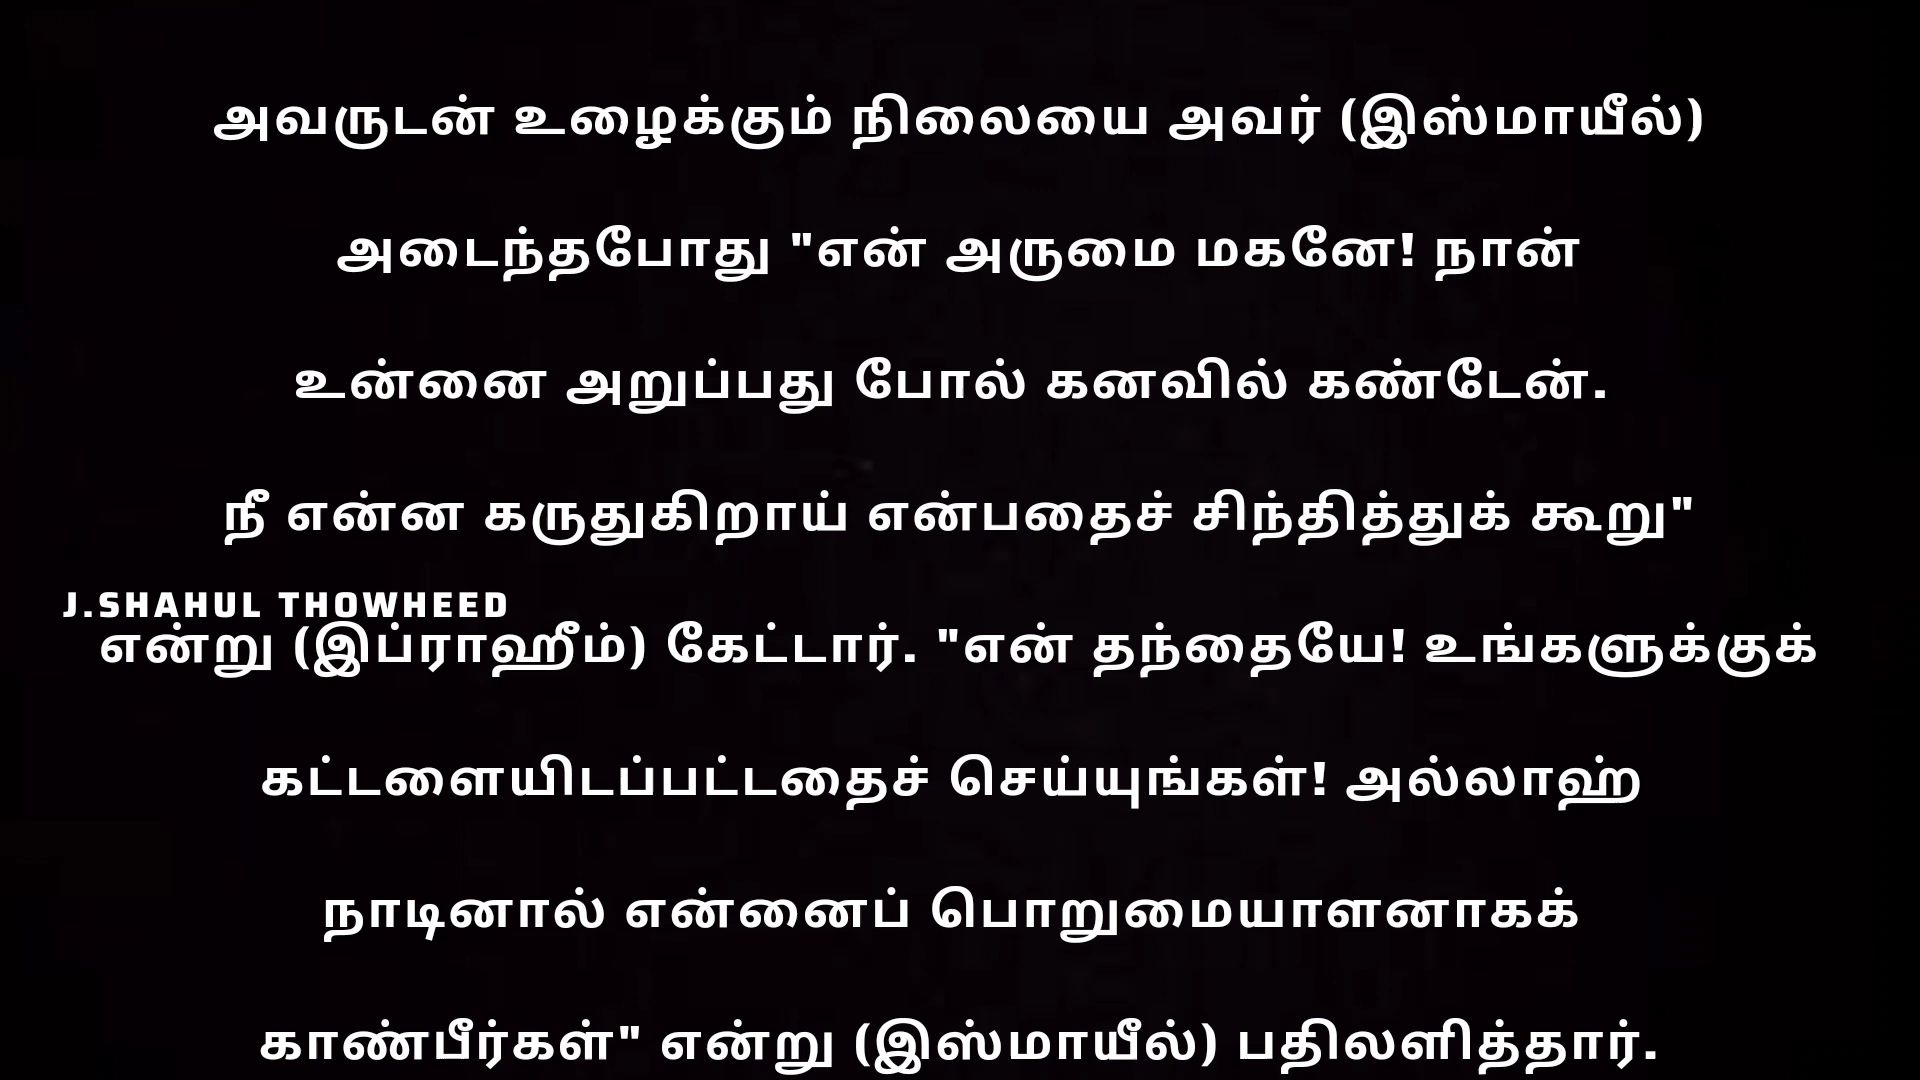 அவருடன் உழைக்கும் நிலையை அவர் (இஸ்மாயீல்)
அடைந்தபோது "என் அருமை மகனே! நான்
உன்னை அறுப்பது போல் கனவில் கண்டேன்.
நீ என்ன கருதுகிறாய் என்பதைச் சிந்தித்துக் கூறு"
J.SHAHUL THOWHEED
என்று (இப்ராஹீம்) கேட்டார். "என் தந்தையே! உங்களுக்குக்
கட்டளையிடப்பட்டதைச் செய்யுங்கள்! அல்லாஹ்
நாடினால் என்னைப் பொறுமையாளனாகக்
காண்பீர்கள்" என்று (இஸ்மாயீல்) பதிலளித்தார்.